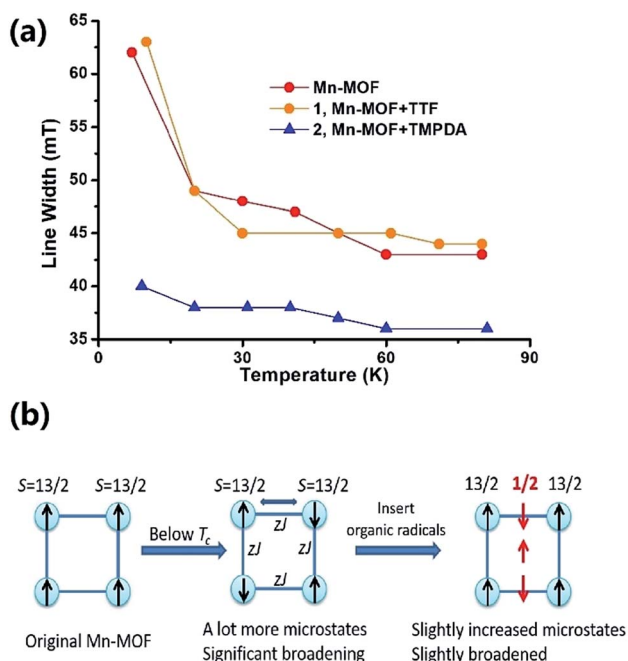 (a)
65
60
55
50
45
40
35
Line Width (mT)
Mn-MOF
1, Mn-MOF+TTF
2, Mn-MOF+TMPDA
0 30 60 90
Temperature (K)
(b)
S=13/2 S=13/2
Original Mn-MOF
Below Tc
S=13/2 S=13/2
zJ
zJ zJ
zJ
A lot more microstates
Significant broadening
Insert
organic radicals
13/2 1/2 13/2
Slightly increased microstates
Slightly broadened